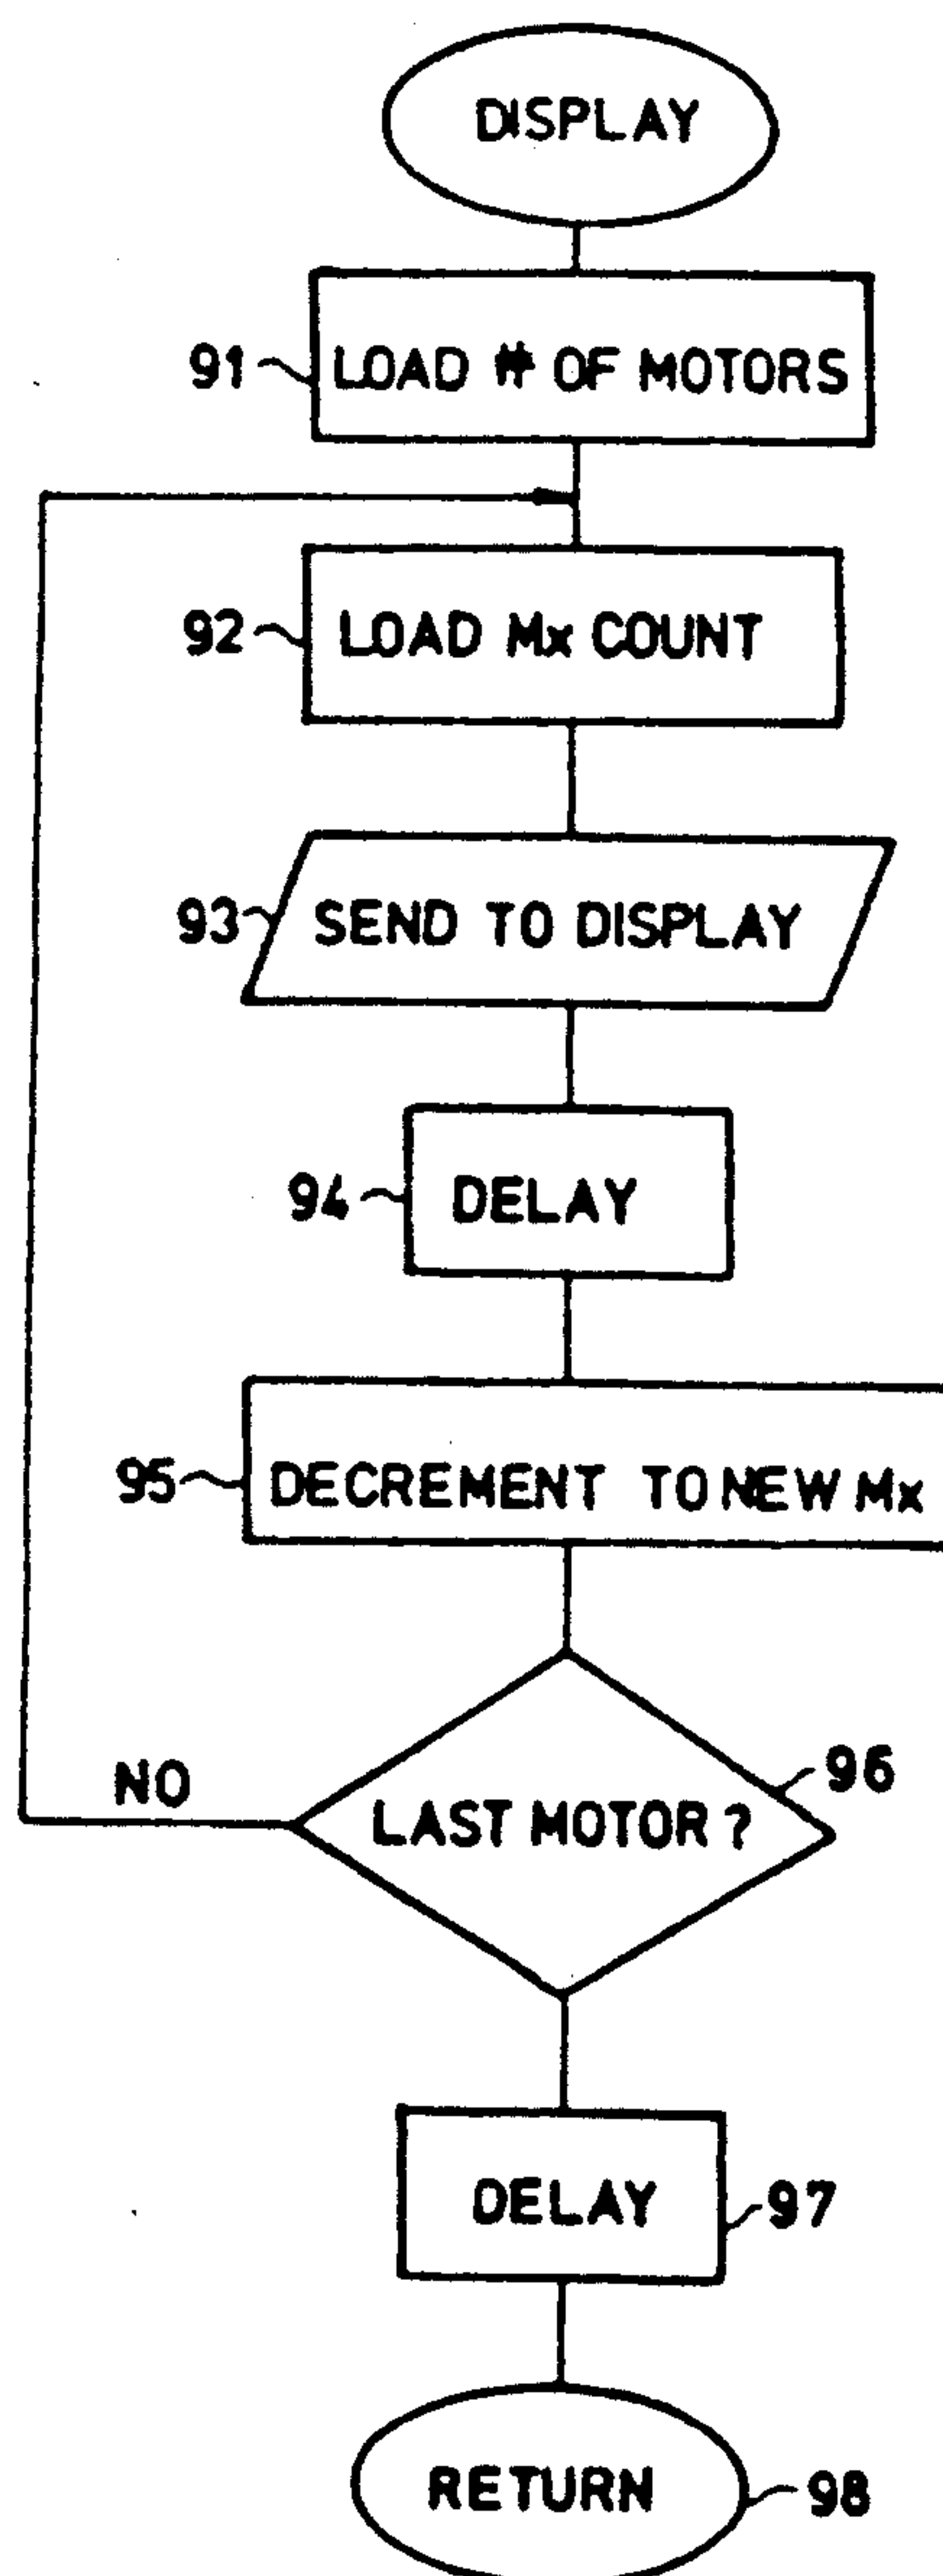 DISPLAY
91 LOAD # OF MOTORS
92 LOAD Mx COUNT
93 SEND TO DISPLAY
94 DELAY
95 DECREMENT TO NEW Mx
96
NO
LAST MOTOR ?
DELAY 97
RETURN 98